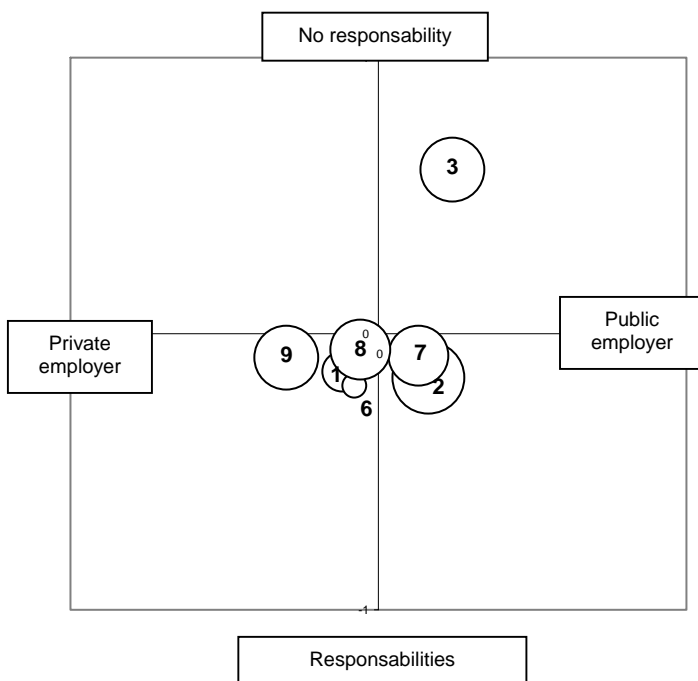 No responsability
3
Private
employer
Public
employer
0
0
8
7
9
1
2
6
-1
Responsabilities